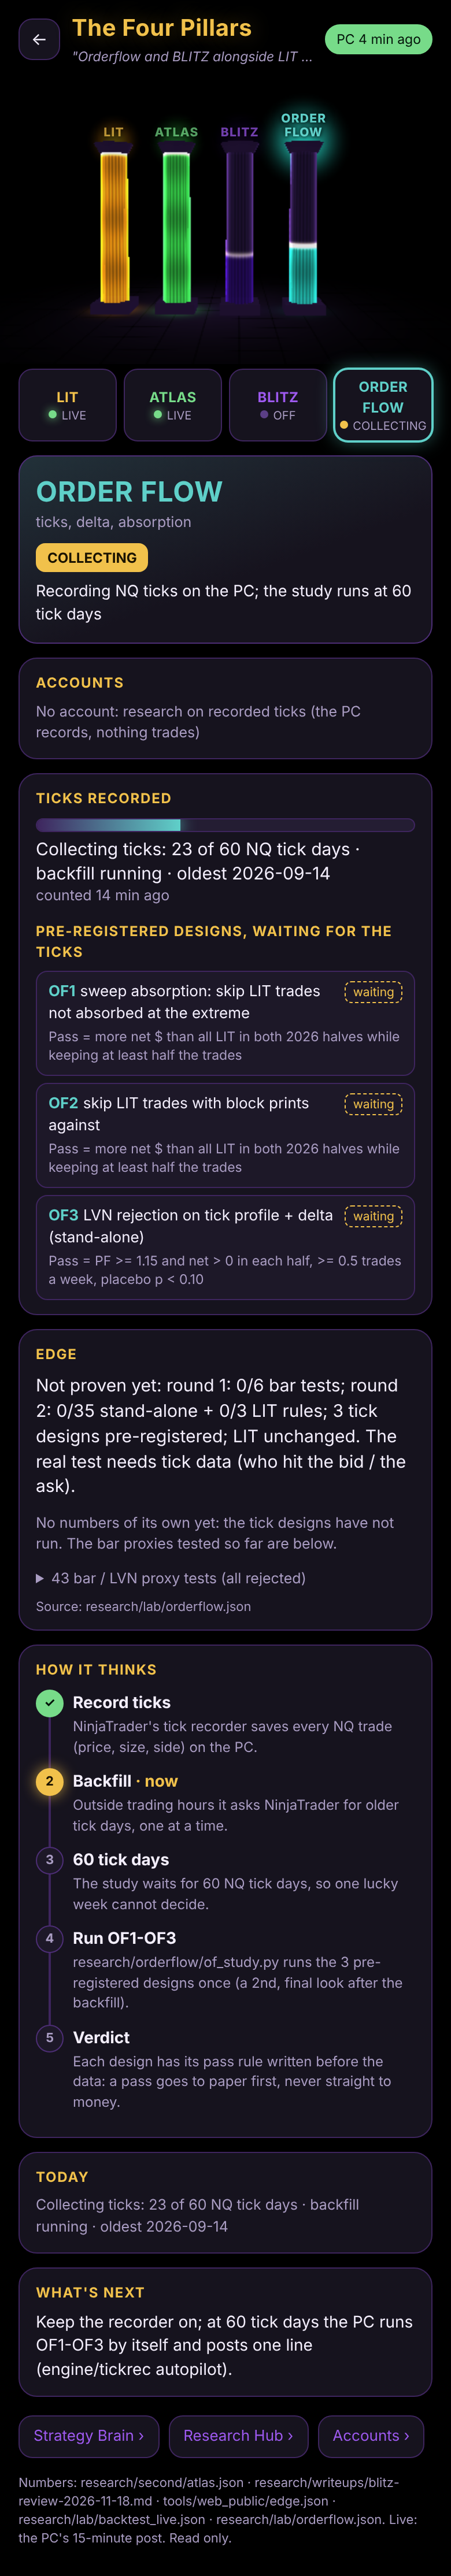 ←
The Four Pillars
"Orderflow and BLITZ alongside LIT ...
PC 4 min ago
LIT
ATLAS
BLITZ
ORDER
FLOW
LIT
LIVE
ATLAS
LIVE
BLITZ
OFF
ORDER
FLOW
COLLECTING
ORDER FLOW
ticks, delta, absorption
COLLECTING
Recording NQ ticks on the PC; the study runs at 60
tick days
ACCOUNTS
No account: research on recorded ticks (the PC
records, nothing trades)
TICKS RECORDED
Collecting ticks: 23 of 60 NQ tick days ·
backfill running · oldest 2026-09-14
counted 14 min ago
PRE-REGISTERED DESIGNS, WAITING FOR THE
TICKS
OF1 sweep absorption: skip LIT trades
not absorbed at the extreme
waiting
Pass = more net $ than all LIT in both 2026 halves while
keeping at least half the trades
OF2 skip LIT trades with block prints
against
waiting
Pass = more net $ than all LIT in both 2026 halves while
keeping at least half the trades
OF3 LVN rejection on tick profile + delta
(stand-alone)
waiting
Pass = PF >= 1.15 and net > 0 in each half, >= 0.5 trades
a week, placebo p < 0.10
EDGE
Not proven yet: round 1: 0/6 bar tests; round
2: 0/35 stand-alone + 0/3 LIT rules; 3 tick
designs pre-registered; LIT unchanged. The
real test needs tick data (who hit the bid / the
ask).
No numbers of its own yet: the tick designs have not
run. The bar proxies tested so far are below.
▶ 43 bar / LVN proxy tests (all rejected)
Source: research/lab/orderflow.json
HOW IT THINKS
✓ Record ticks
NinjaTrader's tick recorder saves every NQ trade
(price, size, side) on the PC.
2 Backfill · now
Outside trading hours it asks NinjaTrader for older
tick days, one at a time.
3 60 tick days
The study waits for 60 NQ tick days, so one lucky
week cannot decide.
4 Run OF1-OF3
research/orderflow/of_study.py runs the 3 pre-
registered designs once (a 2nd, final look after the
backfill).
5 Verdict
Each design has its pass rule written before the
data: a pass goes to paper first, never straight to
money.
TODAY
Collecting ticks: 23 of 60 NQ tick days · backfill
running · oldest 2026-09-14
WHAT'S NEXT
Keep the recorder on; at 60 tick days the PC runs
OF1-OF3 by itself and posts one line
(engine/tickrec autopilot).
Strategy Brain ›
Research Hub ›
Accounts ›
Numbers: research/second/atlas.json · research/writeups/blitz-
review-2026-11-18.md · tools/web_public/edge.json ·
research/lab/backtest_live.json · research/lab/orderflow.json. Live:
the PC's 15-minute post. Read only.